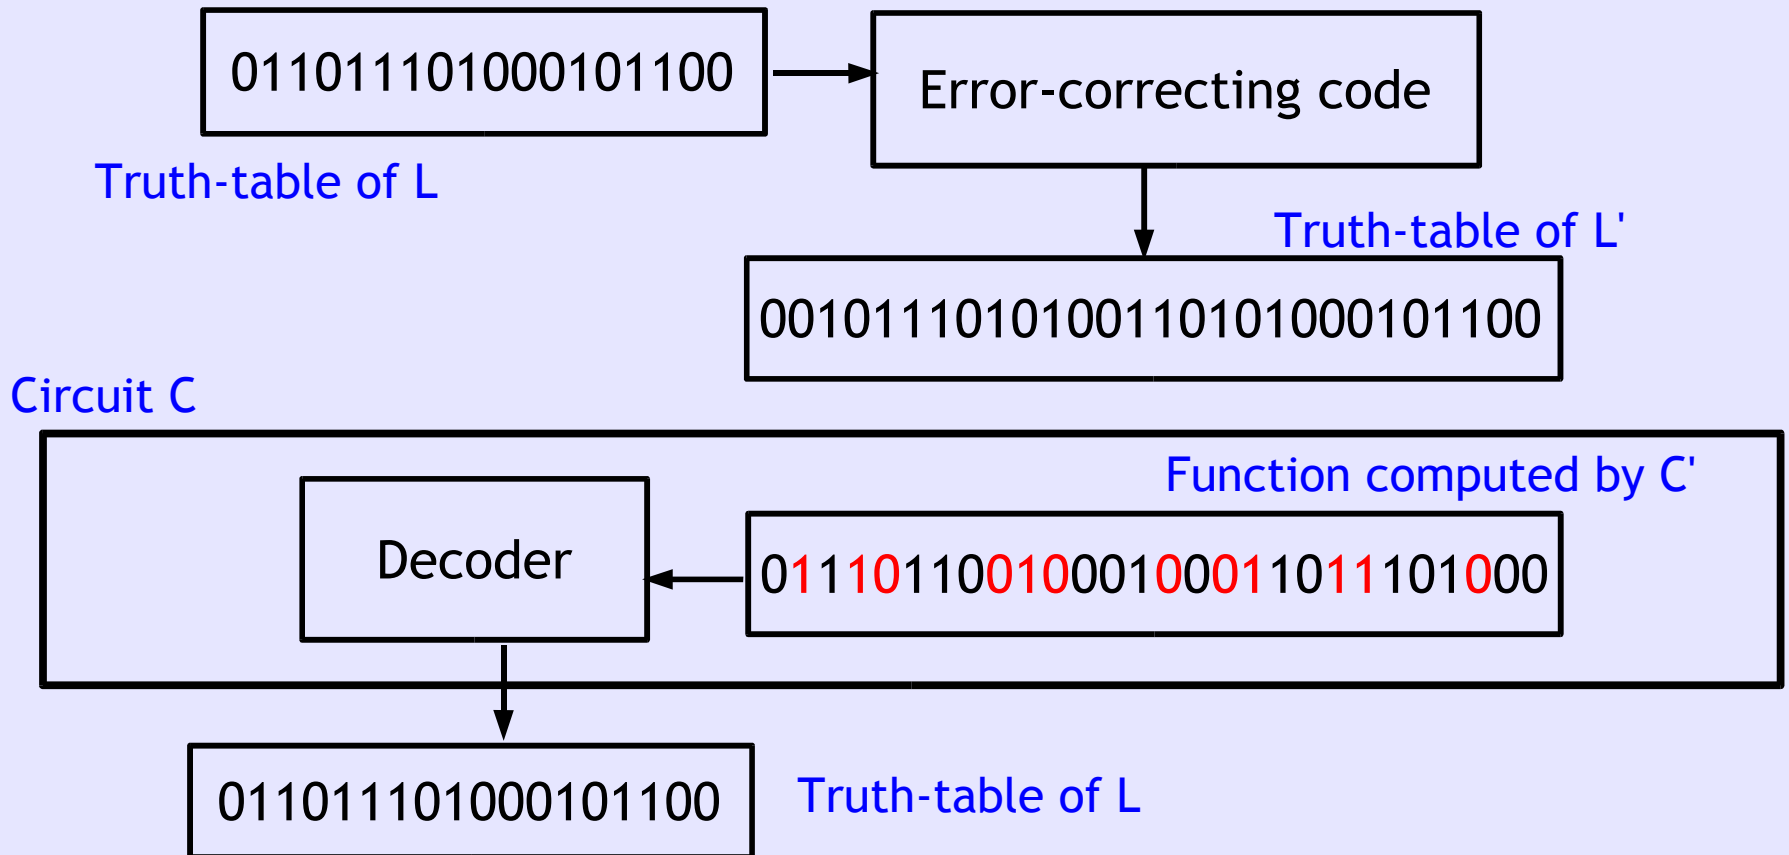 011011101000101100
Error-correcting code
Truth-table of L
Truth-table of L'
0010111010100110101000101100
Circuit C
Function computed by C'
Decoder
0111011001000100011011101000
011011101000101100
Truth-table of L